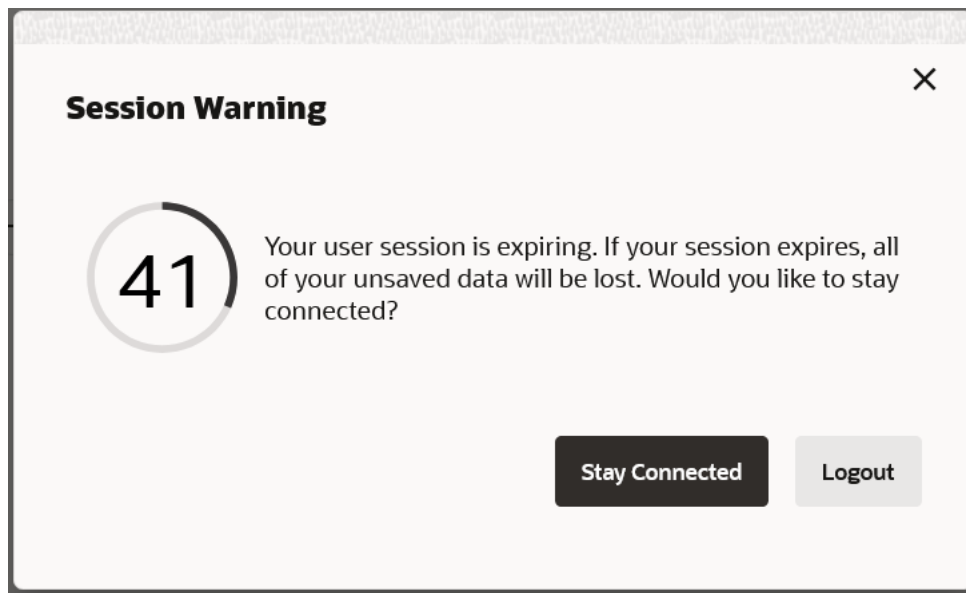 Session Warning
41
Your user session is expiring. If your session expires, all
of your unsaved data will be lost. Would you like to stay
connected?
Stay Connected
Logout